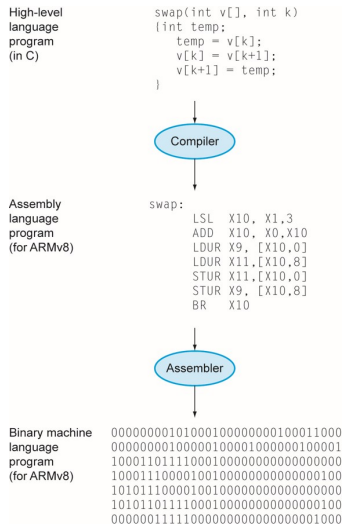 High-level
language
program
(in C)
swap(int v[], int k)
{int temp;
temp = v[k];
v[k] = v[k+1];
v[k+1] = temp;
}
Compiler
Assembly
language
program
(for ARMv8)
swap:
LSL X10, X1,3
ADD X10, X0,X10
LDUR X9, [X10,0]
LDUR X11,[X10,8]
STUR X11,[X10,0]
STUR X9, [X10,8]
BR X10
Assembler
Binary machine
language
program
(for ARMv8)
00000000101000100000000100011000
00000000100000100001000000100001
10001101111000100000000000000000
10001110000100100000000000000100
10101110000100100000000000000000
10101101111000100000000000000100
00000011111000000000000000001000